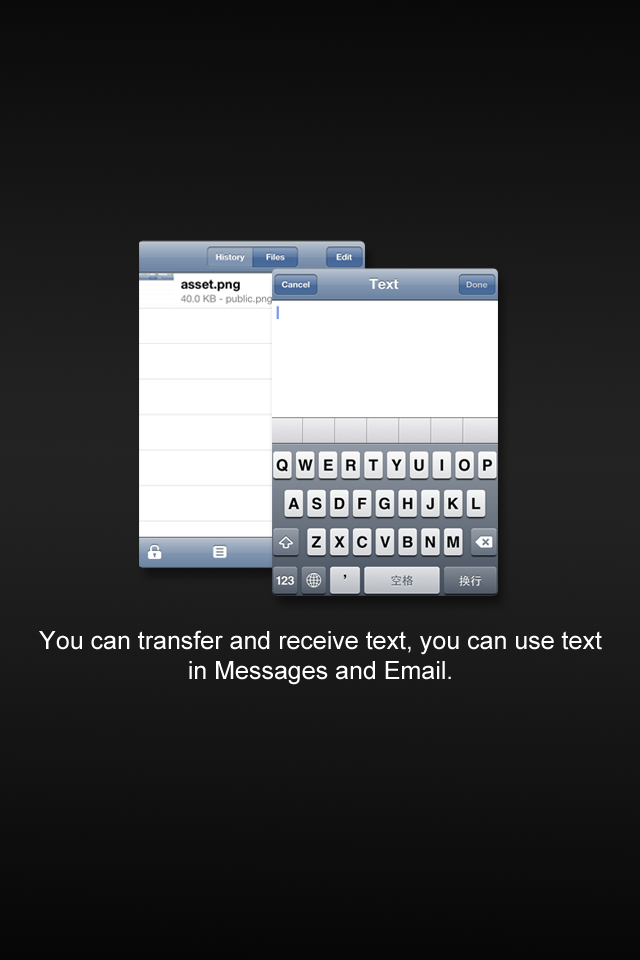 History Files Edit
asset.png
40.0 KB - public.png
Cancel Text Done
Q W E R T Y U I O P
A S D F G H J K L
Z X C V B N M
123 ， 空格 换行
You can transfer and receive text, you can use text
in Messages and Email.